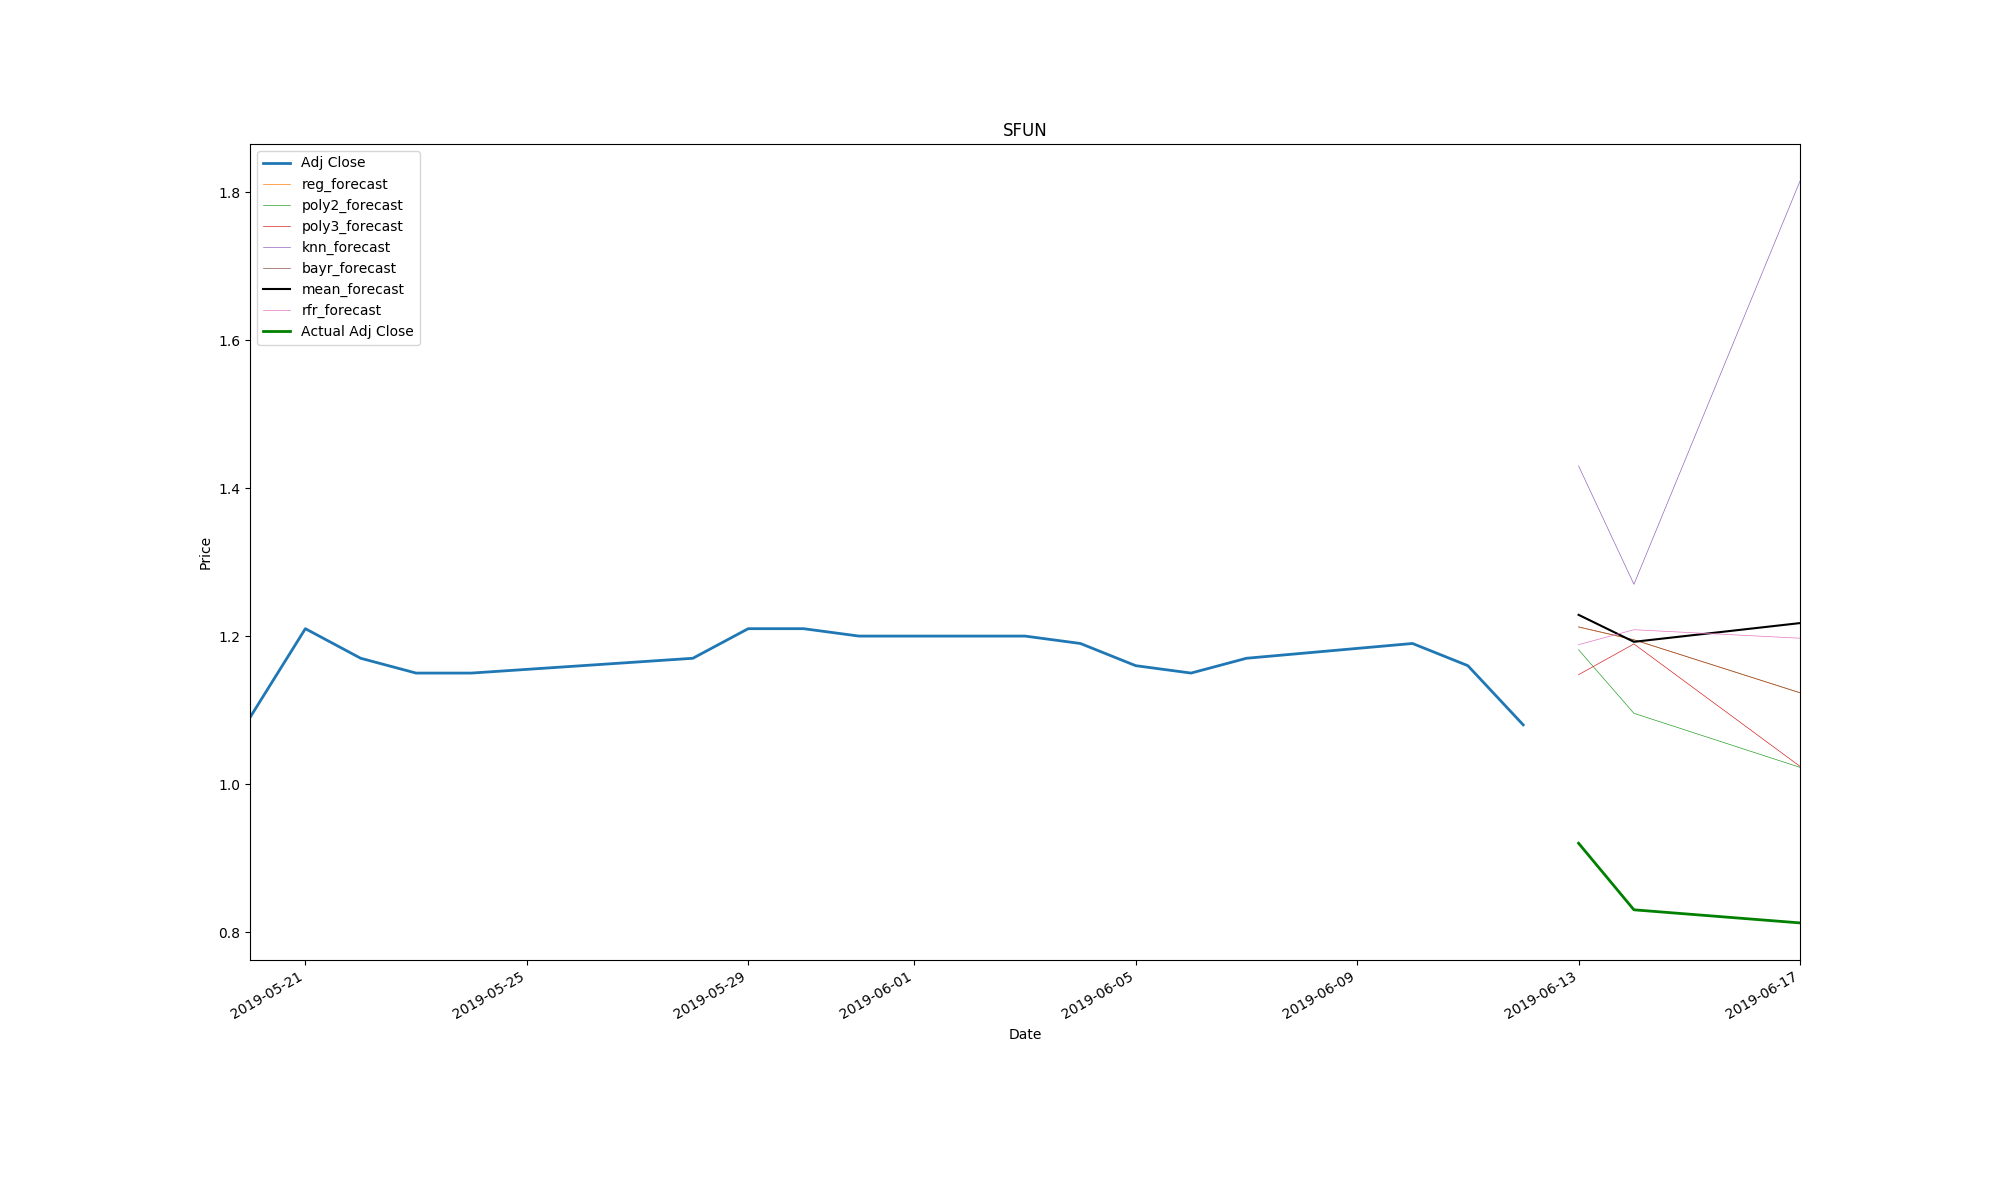 SFUN
Adj Close
reg_forecast
poly2_forecast
poly3_forecast
knn_forecast
bayr_forecast
mean_forecast
rfr_forecast
Actual Adj Close
1.8
1.6
1.4
1.2
1.0
0.8
Price
2019-05-21
2019-05-25
2019-05-29
2019-06-01
2019-06-05
2019-06-09
2019-06-13
2019-06-17
Date